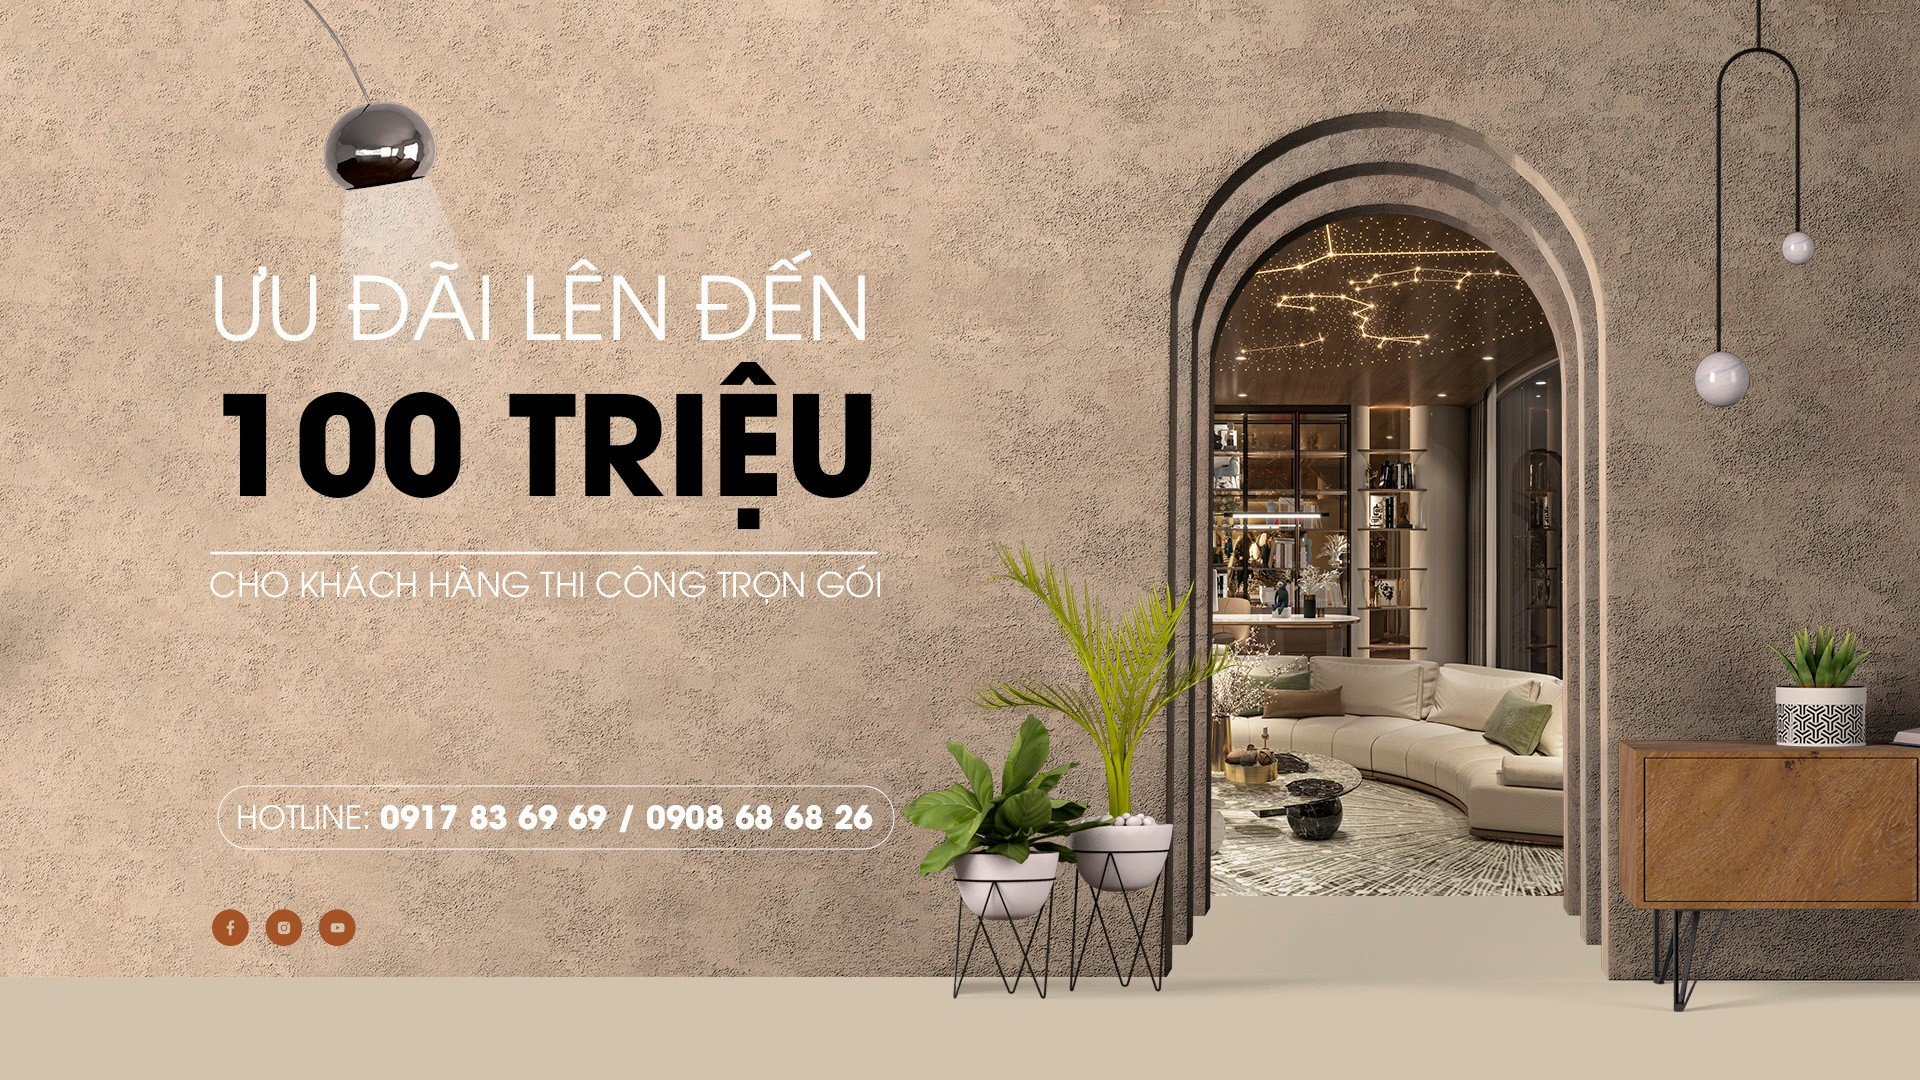 ƯU ĐÃI LÊN ĐẾN
100 TRIỆU
CHO KHÁCH HÀNG THI CÔNG TRỌN GÓI
HOTLINE: 0917 83 69 69 / 0908 68 68 26